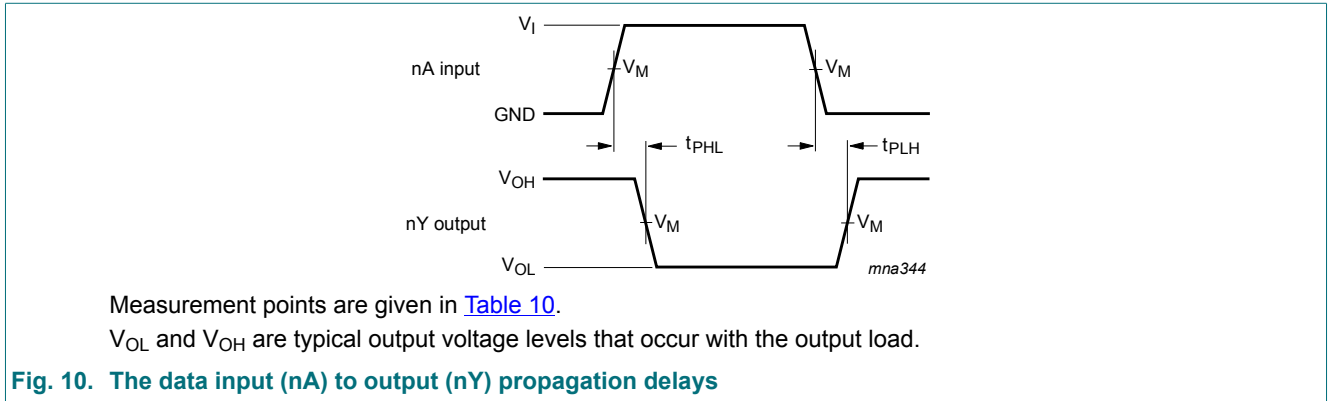 V_I
nA input
V_M
V_M
GND
t_PHL
t_PLH
V_OH
nY output
V_M
V_M
V_OL
mna344
Measurement points are given in Table 10.
V_OL and V_OH are typical output voltage levels that occur with the output load.
Fig. 10. The data input (nA) to output (nY) propagation delays